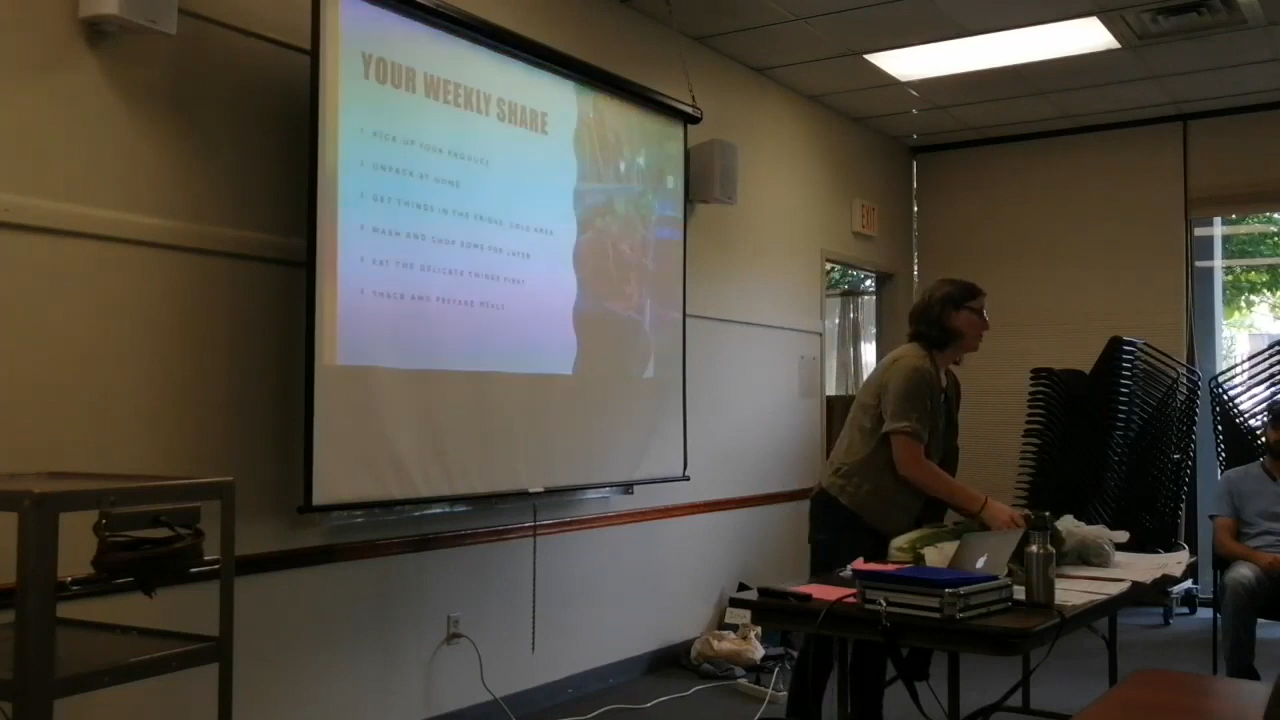 YOUR WEEKLY SHARE
1. KICK UP YOUR PRODUCE
2. UNPACK AT HOME
3. GET THINGS IN THE FRIDGE, COLD AREA
4. WASH AND CHOP SOME FOR LATER
5. EAT THE DELICATE THINGS FIRST
6. SNACK AND PREPARE MEALS
EXIT